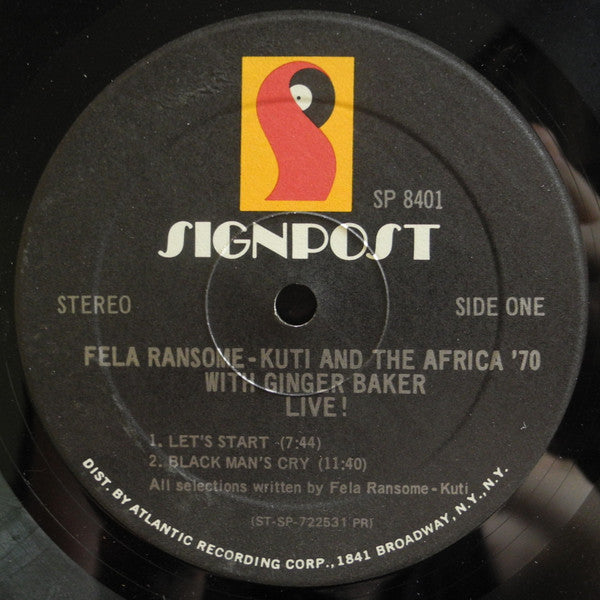 SP 8401
SIGNPOST
STEREO
SIDE ONE
FELA RANSOME-KUTI AND THE AFRICA '70
WITH GINGER BAKER
LIVE!
1. LET'S START -(7:44)
2. BLACK MAN'S CRY (11:40)
All selections written by Fela Ransome-Kuti
(ST-SP-722531 PR)
DIST. BY ATLANTIC RECORDING CORP., 1841 BROADWAY, N.Y., N.Y.